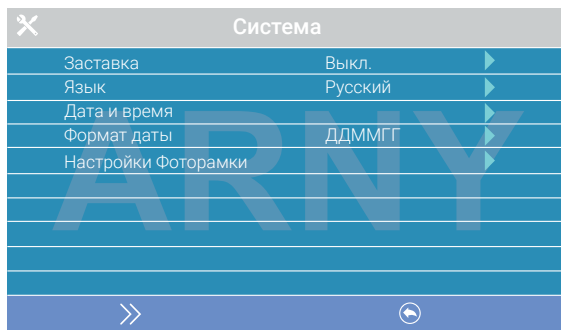 Система
Заставка Выкл.
Язык Русский
Дата и время
Формат даты ДДММГГ
Настройки Фоторамки
ARNY